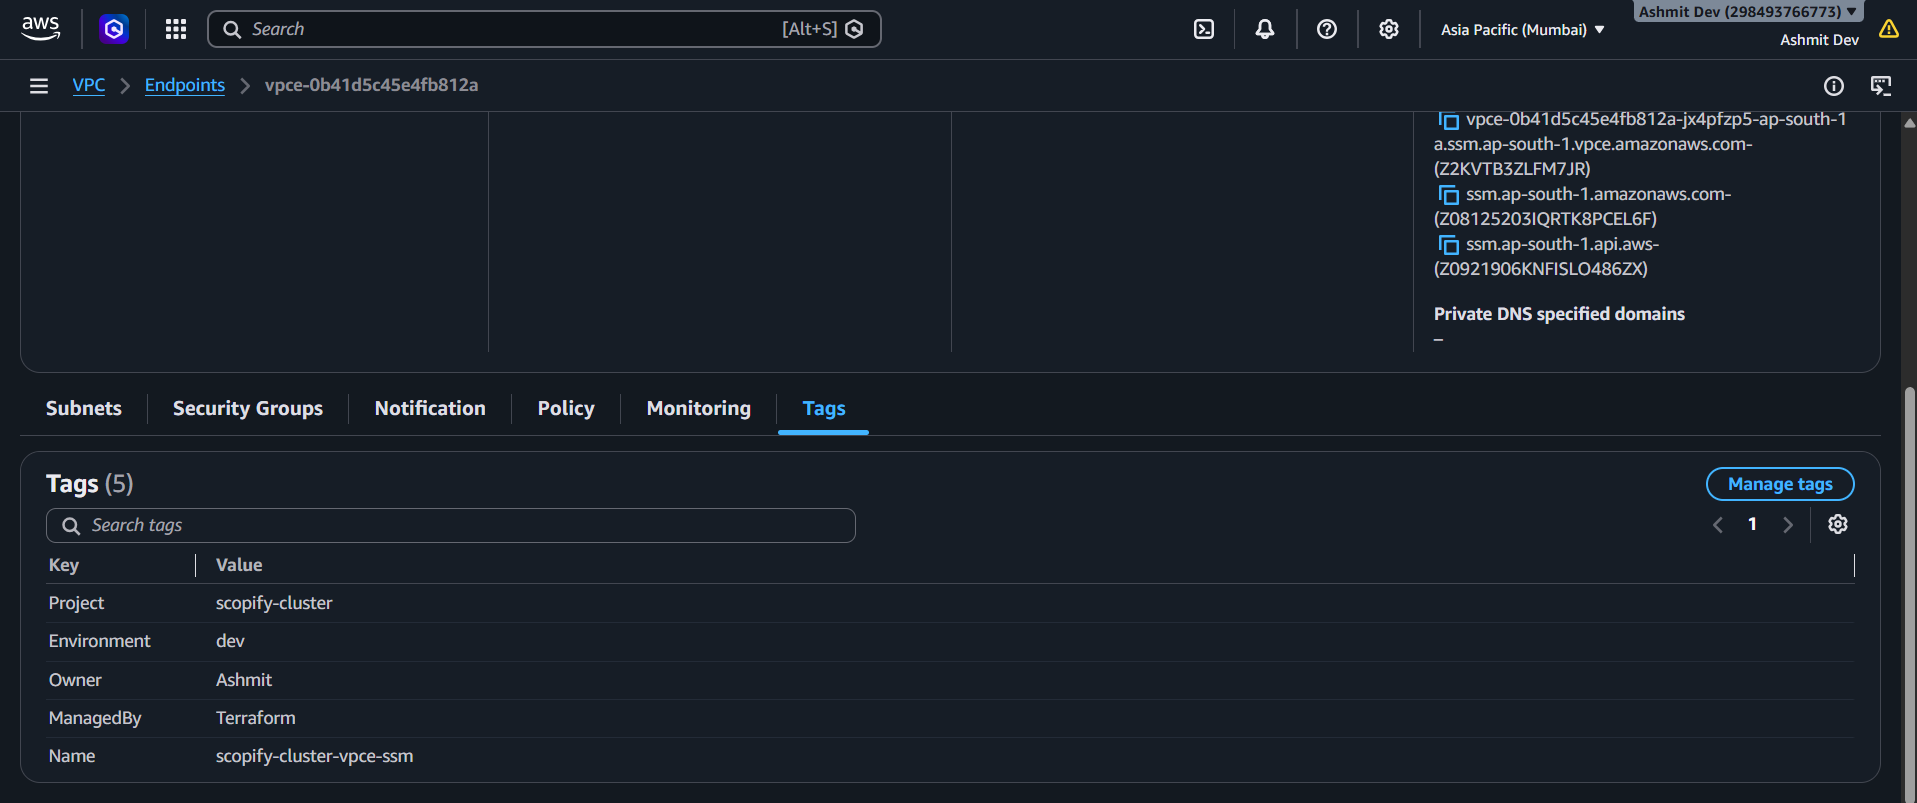 aws
Search
[Alt+S]
Asia Pacific (Mumbai)
Ashmit Dev (298493766773)
Ashmit Dev
VPC
Endpoints
vpce-0b41d5c45e4fb812a
vpce-0b41d5c45e4fb812a-jx4pfzp5-ap-south-1
a.ssm.ap-south-1.vpce.amazonaws.com-
(Z2KVTB3ZLFM7JR)
ssm.ap-south-1.amazonaws.com-
(Z08125203IQRTK8PCEL6F)
ssm.ap-south-1.api.aws-
(Z0921906KNFISLO486ZX)
Private DNS specified domains
–
Subnets
Security Groups
Notification
Policy
Monitoring
Tags
Tags (5)
Manage tags
Search tags
1
Key Value
Project scopify-cluster
Environment dev
Owner Ashmit
ManagedBy Terraform
Name scopify-cluster-vpce-ssm